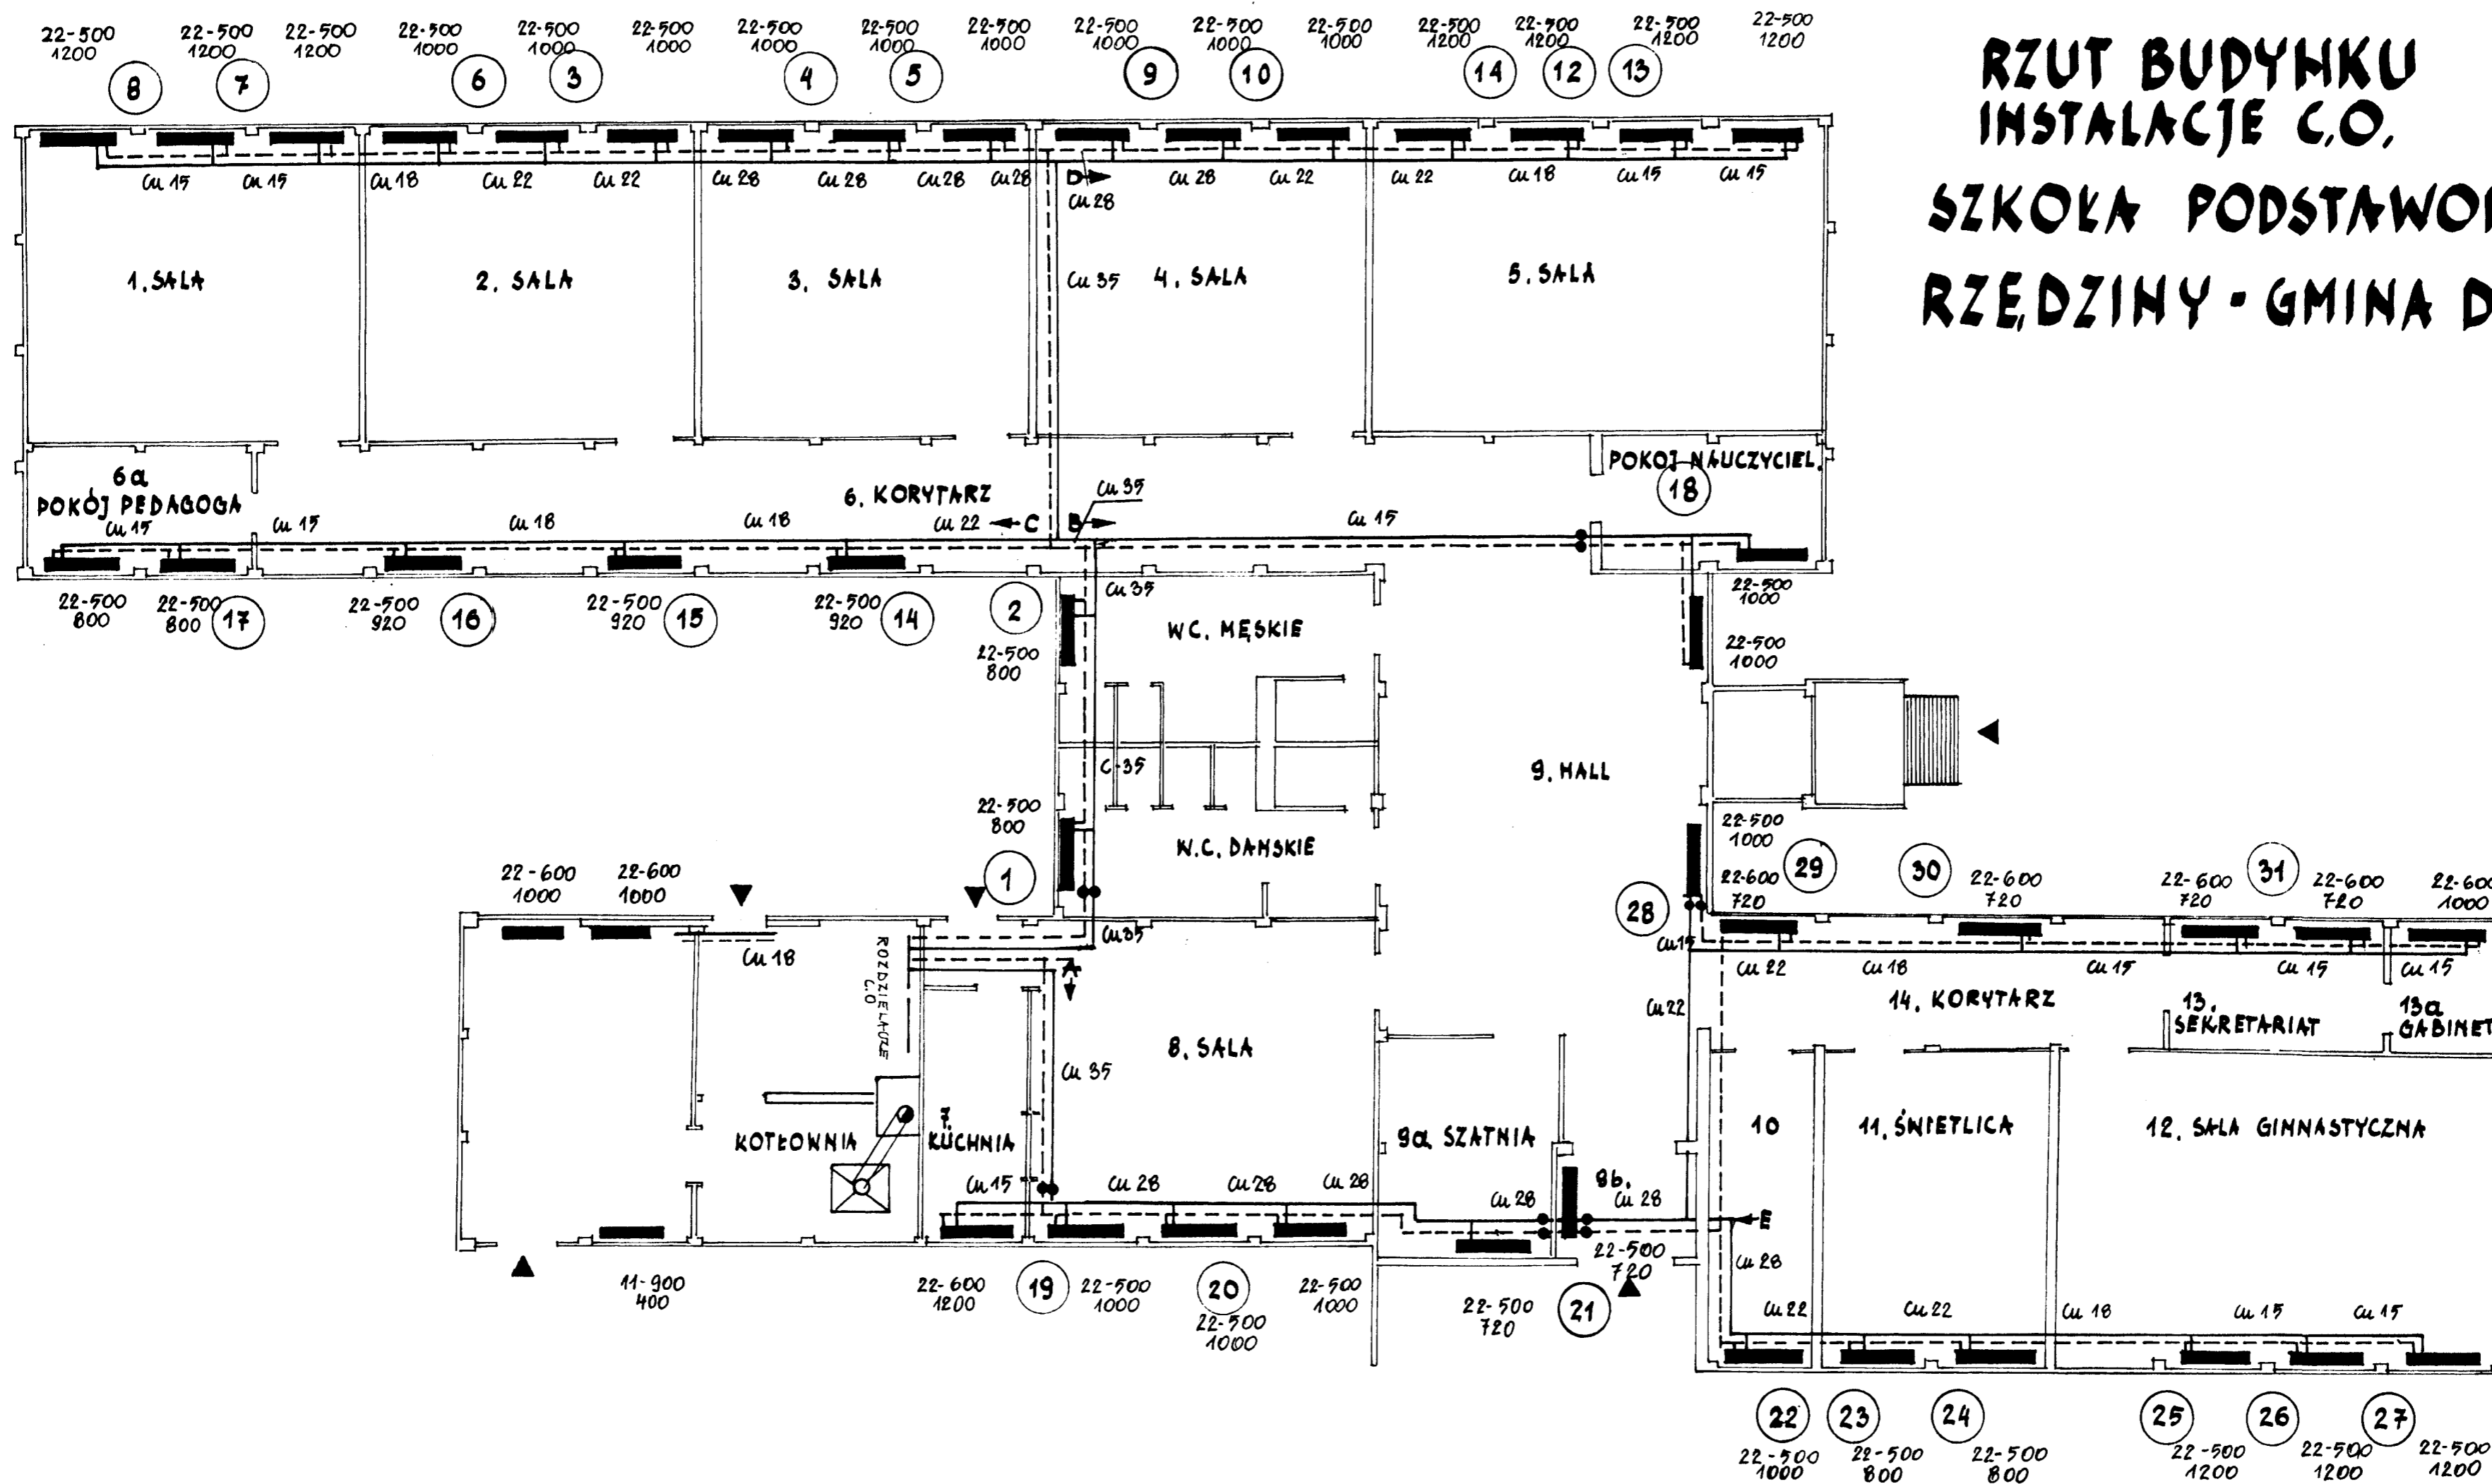 22-500 22-500 22-500 22-500 22-500 22-500 22-500 22-500 22-500 22-500 22-500 22-500 22-500 22-500 22-500 22-500
1200 1200 1200 1000 1000 1000 1000 1000 1000 1000 1000 1000 1200 1200 1200 1200
8 7 6 3 4 5 9 10 14 12 13
RZUT BUDYNKU
INSTALACJE C.O.
SZKOŁA PODSTAWO
RZĘDZINY - GMINA D
Cu 15 Cu 15 Cu 18 Cu 22 Cu 22 Cu 28 Cu 28 Cu 28 Cu 28 D Cu 28 Cu 22 Cu 22 Cu 18 Cu 15 Cu 15
Cu 28
1. SALA 2. SALA 3. SALA Cu 35 4. SALA 5. SALA
6a
POKÓJ PEDAGOGA
6. KORYTARZ
Cu 35
POKOJ NAUCZYCIEL.
18
Cu 15 Cu 15 Cu 18 Cu 18 Cu 22 C B Cu 15
22-500 22-500 22-500 22-500 22-500
800 800 920 920 920
17 16 15 14 2
Cu 35
22-500
1000
22-500
800
WC. MĘSKIE
22-500
1000
C-35
9. HALL
22-500
800
W.C. DAMSKIE
22-500
1000
1
28 29 30 31
22-600 22-600
1000 1000
22-600 22-600 22-600 22-600 22-600
720 720 720 720 1000
Cu 18
ROZDZIELACZE
C.O
Cu 35
A
Cu 15
Cu 22 Cu 18 Cu 15 Cu 15 Cu 15
Cu 22
14. KORYTARZ
13.
SEKRETARIAT
13a
GABINET
8. SALA
Cu 35
KOTŁOWNIA
7.
KUCHNIA
9a SZATNIA
10 11. ŚWIETLICA 12. SALA GIMNASTYCZNA
9b.
Cu 15 Cu 28 Cu 28 Cu 28 Cu 28 Cu 28
E
Cu 28
11-900
400
22-600
1200
19
22-500
1000
20
22-500
1000
22-500
1000
22-500
720
21
22-500
720
Cu 22 Cu 22 Cu 18 Cu 15 Cu 15
22 23 24 25 26 27
22-500 22-500 22-500 22-500 22-500 22-500
1000 800 800 1200 1200 1200